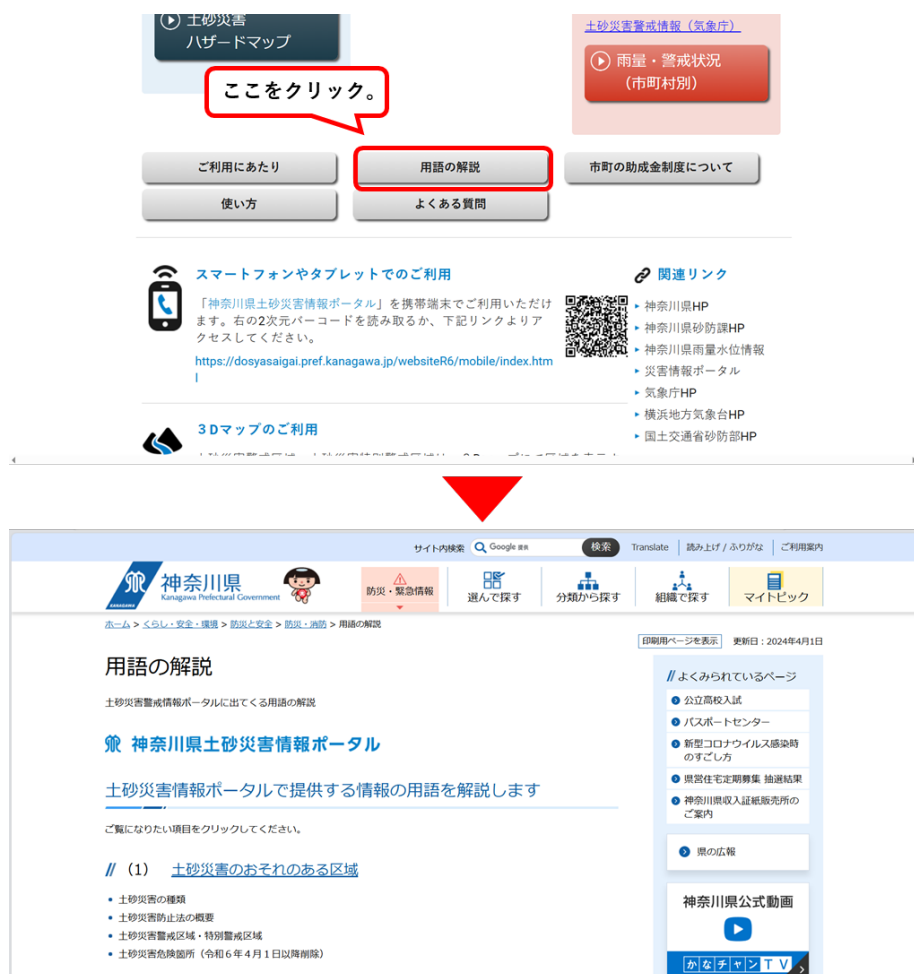 土砂災害
ハザードマップ
土砂災害警戒情報（気象庁）
雨量・警戒状況
（市町村別）
ここをクリック。
ご利用にあたり
用語の解説
市町の助成金制度について
使い方
よくある質問
スマートフォンやタブレットでのご利用
「神奈川県土砂災害情報ポータル」を携帯端末でご利用いただけ
ます。右の2次元バーコードを読み取るか、下記リンクよりア
クセスしてください。
https://dosyasaigai.pref.kanagawa.jp/websiteR6/mobile/index.htm
l
関連リンク
神奈川県HP
神奈川県砂防課HP
神奈川県雨量水位情報
災害情報ポータル
気象庁HP
横浜地方気象台HP
国土交通省砂防部HP
3Dマップのご利用
サイト内検索
Google 提供
検索
Translate
読み上げ / ふりがな
ご利用案内
KANAGAWA
神奈川県
Kanagawa Prefectural Government
防災・緊急情報
選んで探す
分類から探す
組織で探す
マイトピック
ホーム > くらし・安全・環境 > 防災と安全 > 防災・消防 > 用語の解説
印刷用ページを表示
更新日：2024年4月1日
用語の解説
土砂災害警戒情報ポータルに出てくる用語の解説
神奈川県土砂災害情報ポータル
土砂災害情報ポータルで提供する情報の用語を解説します
ご覧になりたい項目をクリックしてください。
（1） 土砂災害のおそれのある区域
土砂災害の種類
土砂災害防止法の概要
土砂災害警戒区域・特別警戒区域
土砂災害危険箇所（令和６年４月１日以降削除）
よくみられているページ
公立高校入試
パスポートセンター
新型コロナウイルス感染時
のすごし方
県営住宅定期募集 抽選結果
神奈川県収入証紙販売所の
ご案内
県の広報
神奈川県公式動画
かなチャンTV